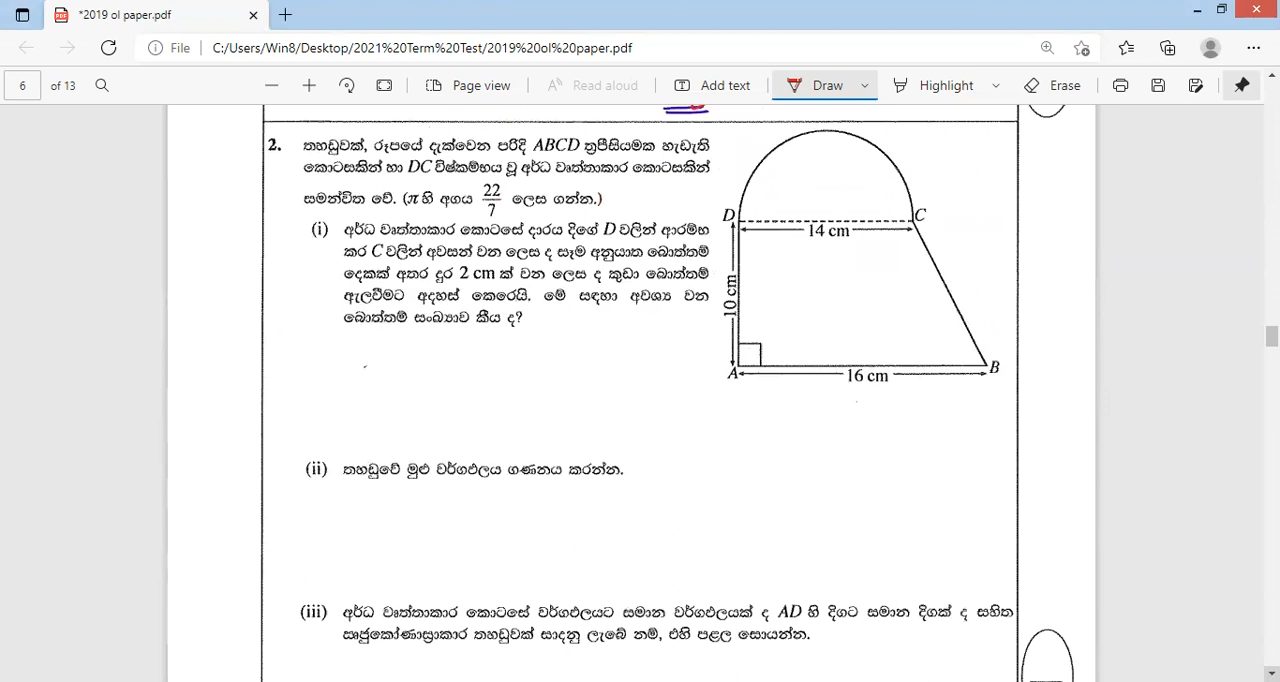 *2019 ol paper.pdf
File C:/Users/Win8/Desktop/2021%20Term%20Test/2019%20ol%20paper.pdf
6 of 13 Page view Read aloud Add text Draw Highlight Erase
2. තහඩුවක්, රූපයේ දැක්වෙන පරිදි ABCD ත්‍රපීසියමක හැඩැති
කොටසකින් හා DC විෂ්කම්භය වූ අර්ධ වෘත්තාකාර කොටසකින්
සමන්විත වේ. (π හි අගය 22/7 ලෙස ගන්න.)
(i) අර්ධ වෘත්තාකාර කොටසේ දාරය දිගේ D වලින් ආරම්භ
කර C වලින් අවසන් වන ලෙස ද සෑම අනුයාත බොත්තම්
දෙකක් අතර දුර 2 cm ක් වන ලෙස ද කුඩා බොත්තම්
ඇලවීමට අදහස් කෙරෙයි. මේ සඳහා අවශ්‍ය වන
බොත්තම් සංඛ්‍යාව කීය ද?
D C
14 cm
10 cm
A B
16 cm
(ii) තහඩුවේ මුළු වර්ගඵලය ගණනය කරන්න.
(iii) අර්ධ වෘත්තාකාර කොටසේ වර්ගඵලයට සමාන වර්ගඵලයක් ද AD හි දිගට සමාන දිගක් ද සහිත
ඍජුකෝණාස්‍රාකාර තහඩුවක් සාදනු ලැබේ නම්, එහි පළල සොයන්න.